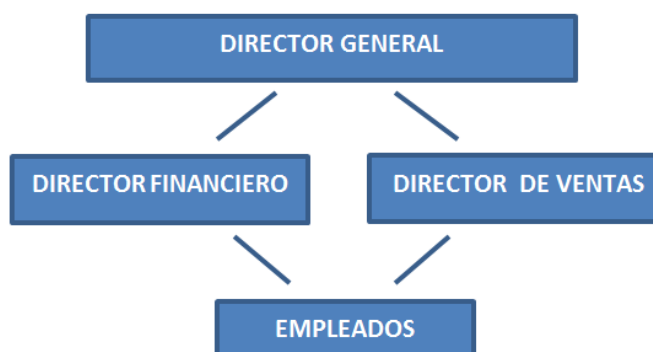 DIRECTOR GENERAL
DIRECTOR FINANCIERO
DIRECTOR DE VENTAS
EMPLEADOS